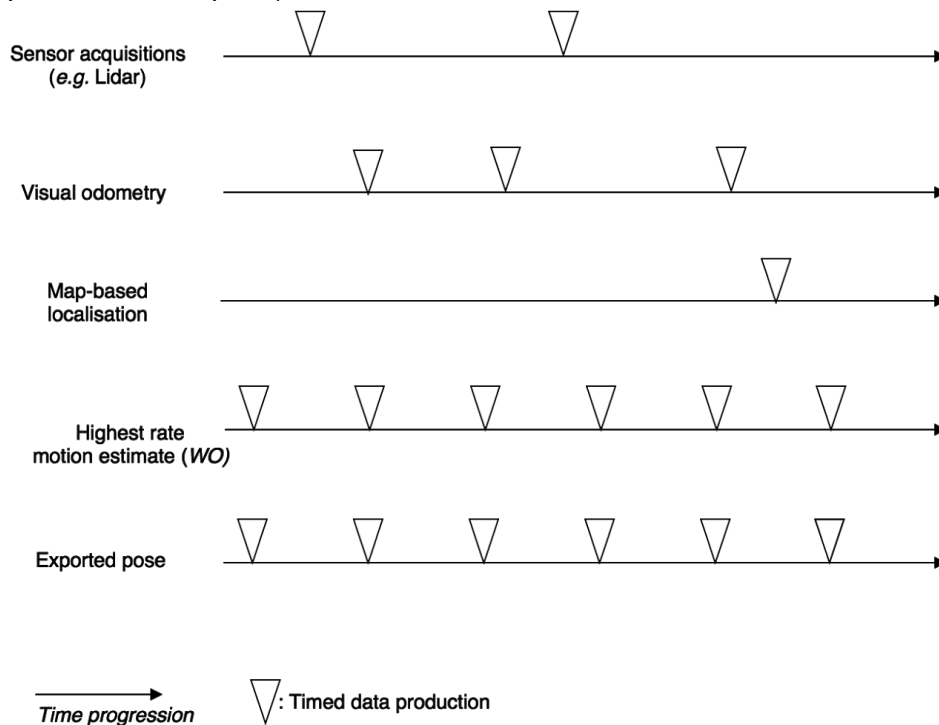 Sensor acquisitions
(e.g. Lidar)
Visual odometry
Map-based
localisation
Highest rate
motion estimate (WO)
Exported pose
Time progression
: Timed data production